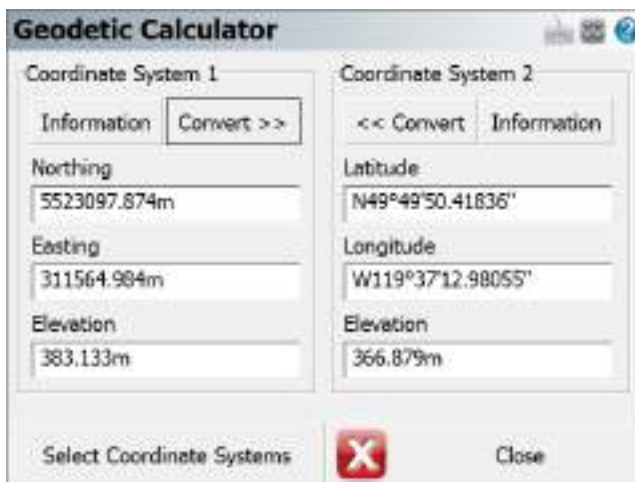 Geodetic Calculator
Coordinate System 1
Information
Convert >>
Northing
5523097.874m
Easting
311564.984m
Elevation
383.133m
Coordinate System 2
<< Convert
Information
Latitude
N49°49'50.41836"
Longitude
W119°37'12.98055"
Elevation
366.879m
Select Coordinate Systems
Close